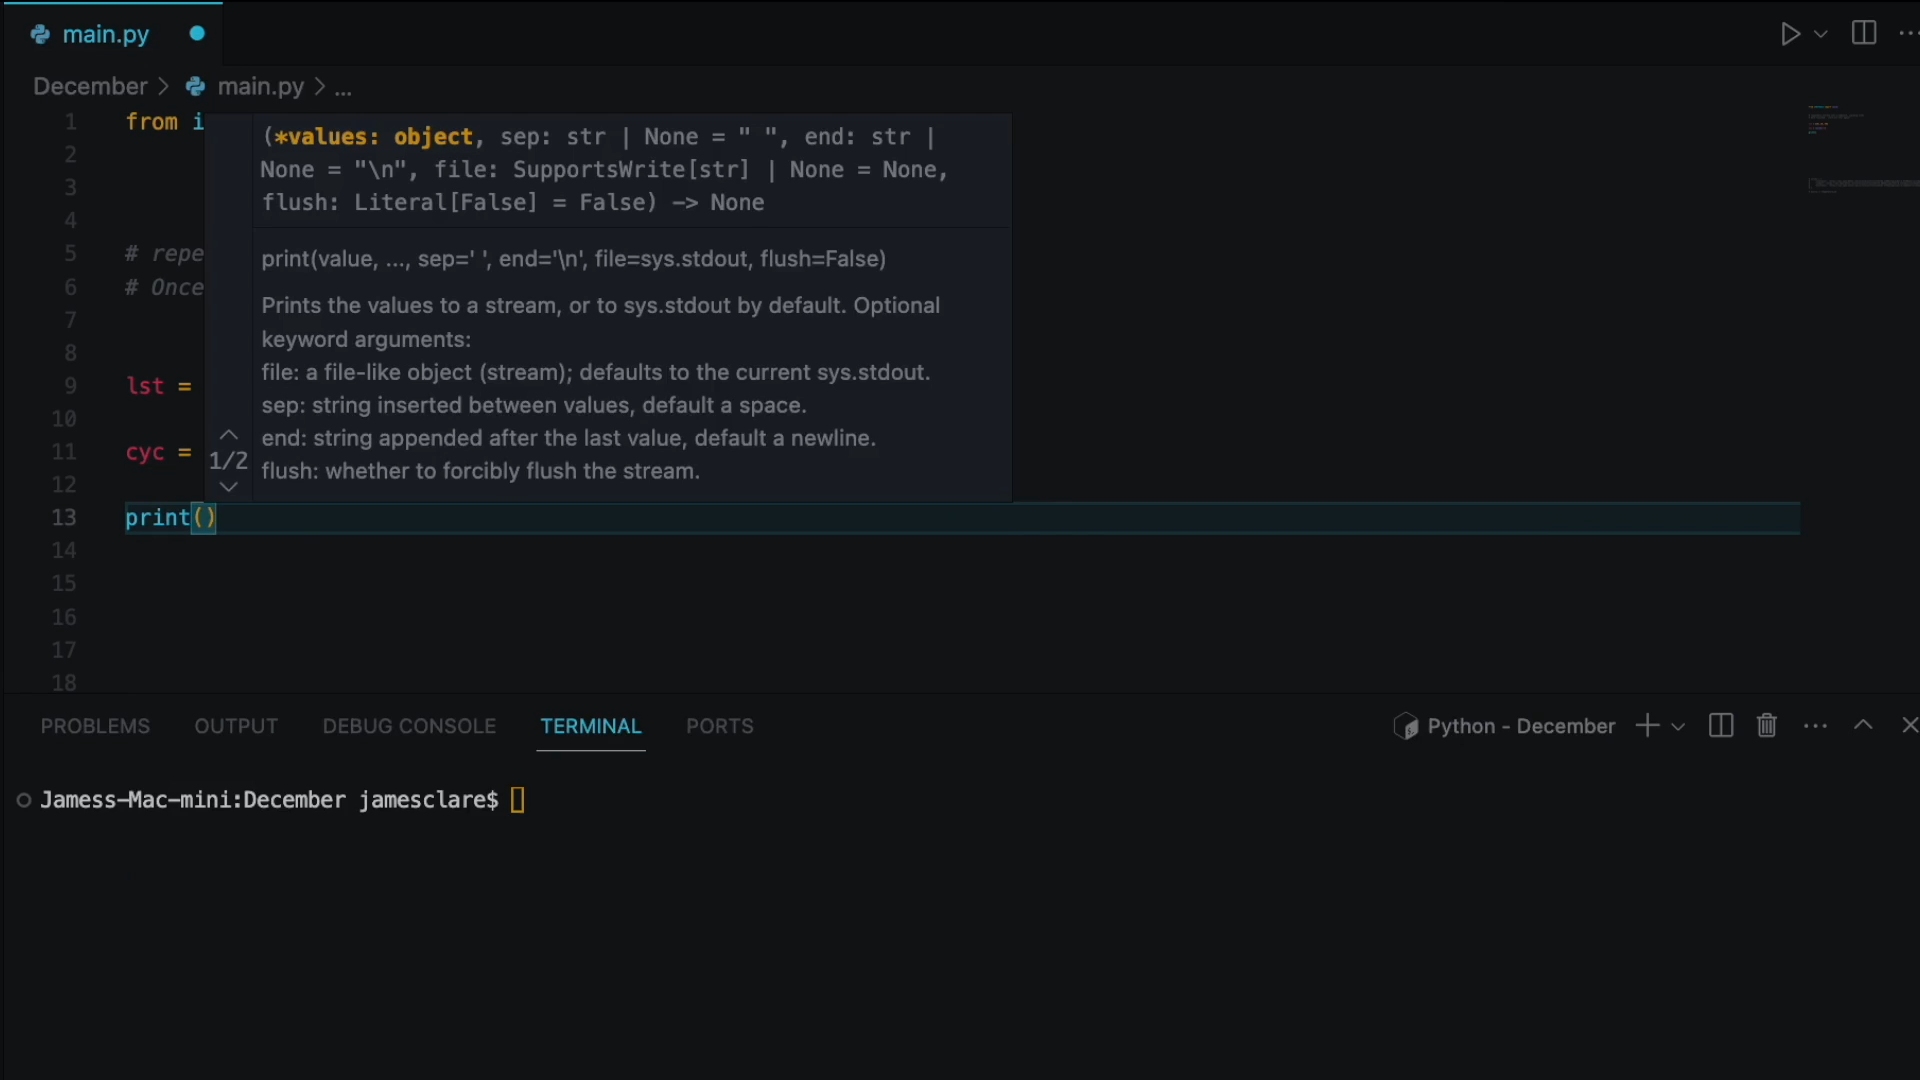 main.py
December > main.py > ...
1 from i
2
3
4
5 # repe
6 # Once
7
8
9 lst =
10
11 cyc =
12
13 print()
14
15
16
17
18
(*values: object, sep: str | None = " ", end: str |
None = "\n", file: SupportsWrite[str] | None = None,
flush: Literal[False] = False) -> None
print(value, ..., sep=' ', end='\n', file=sys.stdout, flush=False)
Prints the values to a stream, or to sys.stdout by default. Optional
keyword arguments:
file: a file-like object (stream); defaults to the current sys.stdout.
sep: string inserted between values, default a space.
end: string appended after the last value, default a newline.
flush: whether to forcibly flush the stream.
1/2
PROBLEMS OUTPUT DEBUG CONSOLE TERMINAL PORTS
Python - December
Jamess-Mac-mini:December jamesclare$